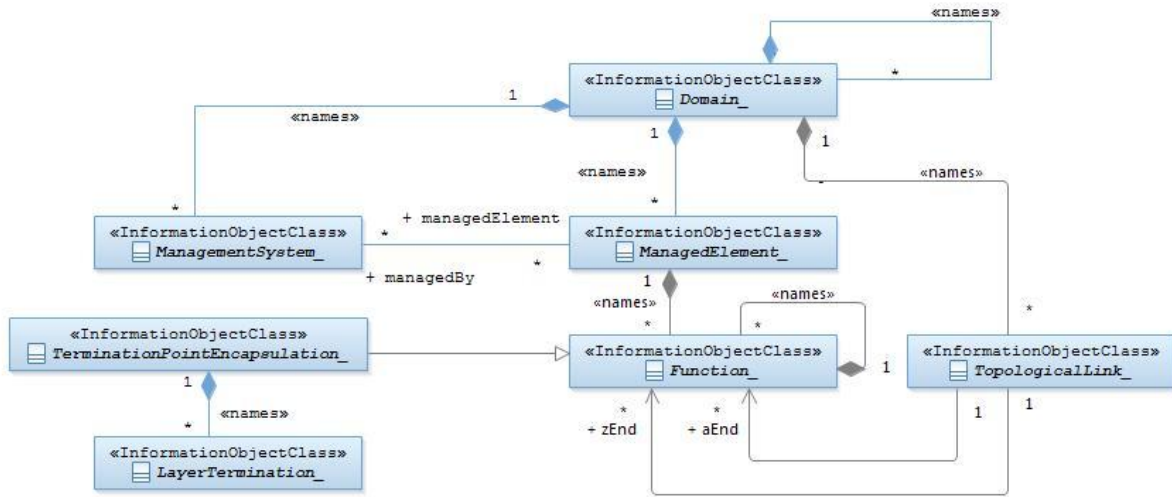 «names»
«InformationObjectClass»
Domain_
*
1
«names»
1
1
«names»
«names»
*
*
«InformationObjectClass»
ManagementSystem_
+ managedElement
*
+ managedBy
*
«InformationObjectClass»
ManagedElement_
1
«names»
«names»
*
*
*
«InformationObjectClass»
TerminationPointEncapsulation_
«InformationObjectClass»
Function_
1
«InformationObjectClass»
TopologicalLink_
1
«names»
*
*
+ zEnd
*
+ aEnd
1
1
«InformationObjectClass»
LayerTermination_